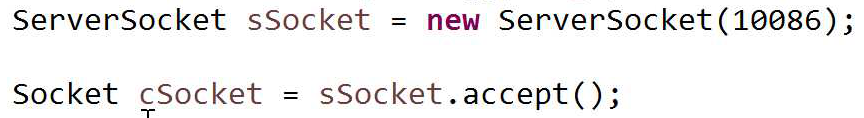 ServerSocket sSocket = new ServerSocket(10086);
Socket cSocket = sSocket.accept();